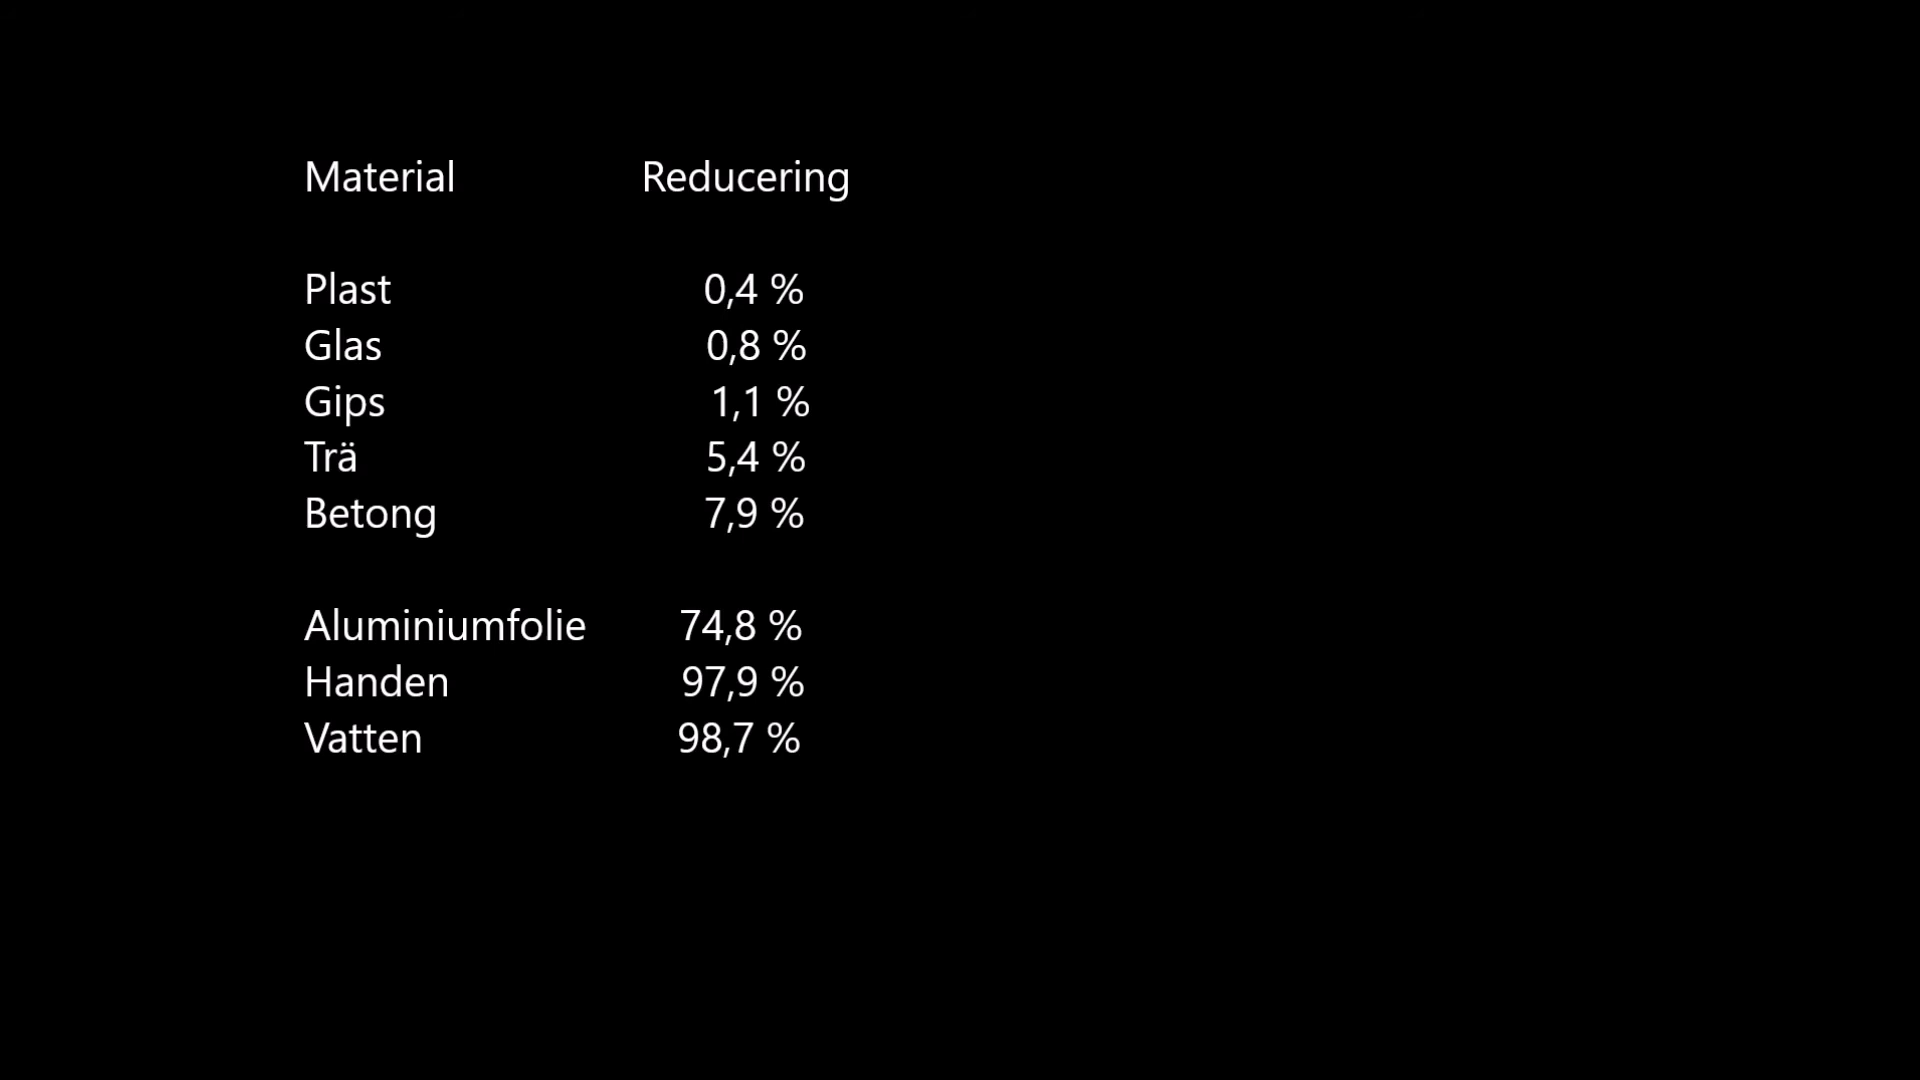 Material Reducering
Plast 0,4 %
Glas 0,8 %
Gips 1,1 %
Trä 5,4 %
Betong 7,9 %
Aluminiumfolie 74,8 %
Handen 97,9 %
Vatten 98,7 %